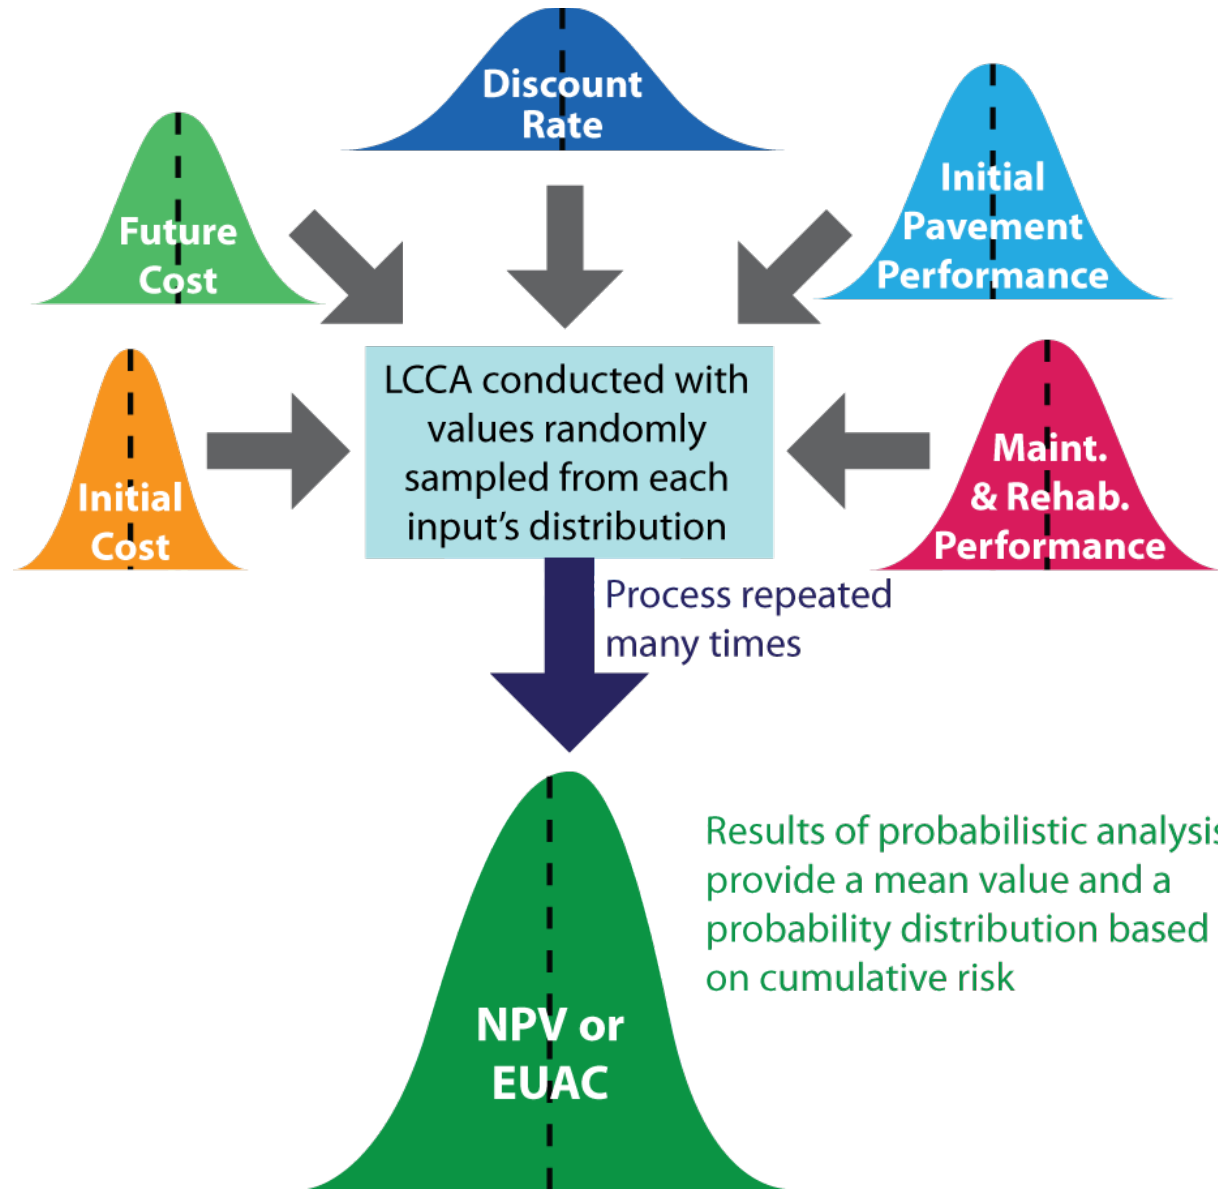 Discount
Rate
Future
Cost
Initial
Pavement
Performance
Initial
Cost
LCCA conducted with
values randomly
sampled from each
input's distribution
Maint.
& Rehab.
Performance
Process repeated
many times
Results of probabilistic analysis
provide a mean value and a
probability distribution based
on cumulative risk
NPV or
EUAC